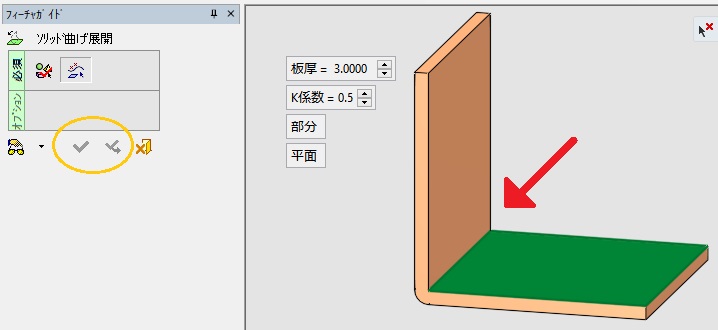 フィーチャガイド
ソリッド曲げ展開
必須
オプション
板厚 = 3.0000
K係数 = 0.5
部分
平面